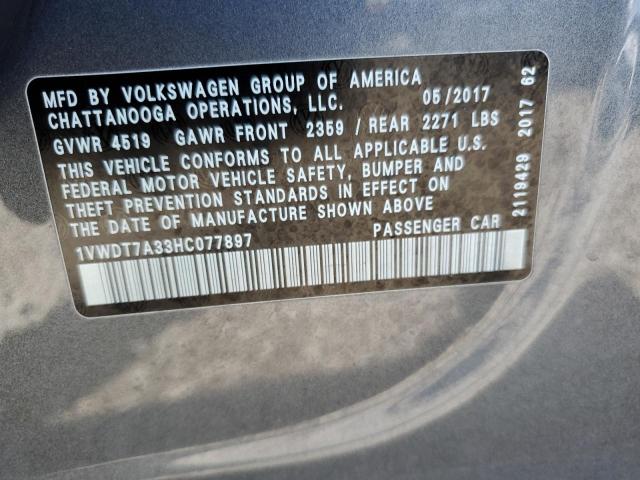 MFD BY VOLKSWAGEN GROUP OF AMERICA
CHATTANOOGA OPERATIONS, LLC. 05/2017
GVWR 4519 GAWR FRONT 2359 / REAR 2271 LBS
THIS VEHICLE CONFORMS TO ALL APPLICABLE U.S.
FEDERAL MOTOR VEHICLE SAFETY, BUMPER AND
THEFT PREVENTION STANDARDS IN EFFECT ON
THE DATE OF MANUFACTURE SHOWN ABOVE
1VWDT7A33HC077897 PASSENGER CAR
2119429 2017 62